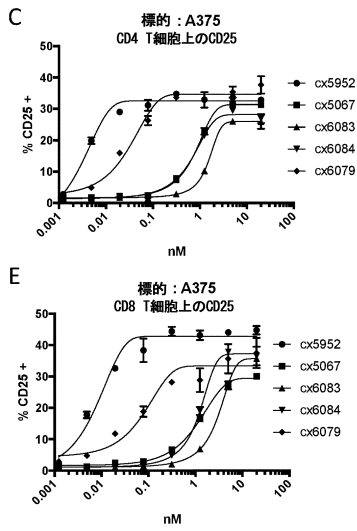 C
標的：A375
CD4 T細胞上のCD25
% CD25 +
50
40
30
20
10
0
0.001
0.01
0.1
1
10
100
nM
cx5952
cx5067
cx6083
cx6084
cx6079
E
標的：A375
CD8 T細胞上のCD25
% CD25 +
50
40
30
20
10
0
0.001
0.01
0.1
1
10
100
nM
cx5952
cx5067
cx6083
cx6084
cx6079